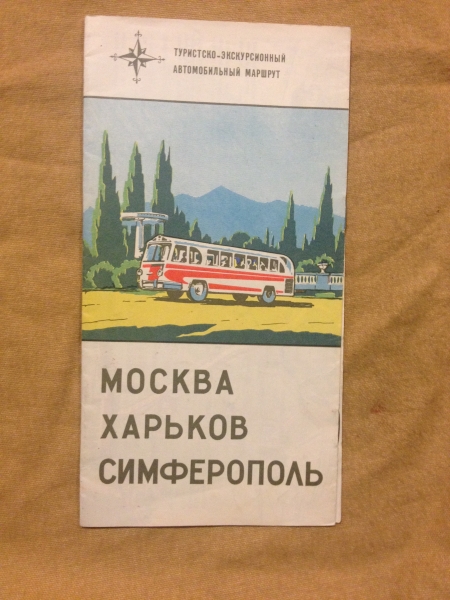 ТУРИСТСКО-ЭКСКУРСИОННЫЙ
АВТОМОБИЛЬНЫЙ МАРШРУТ
МОСКВА
ХАРЬКОВ
СИМФЕРОПОЛЬ